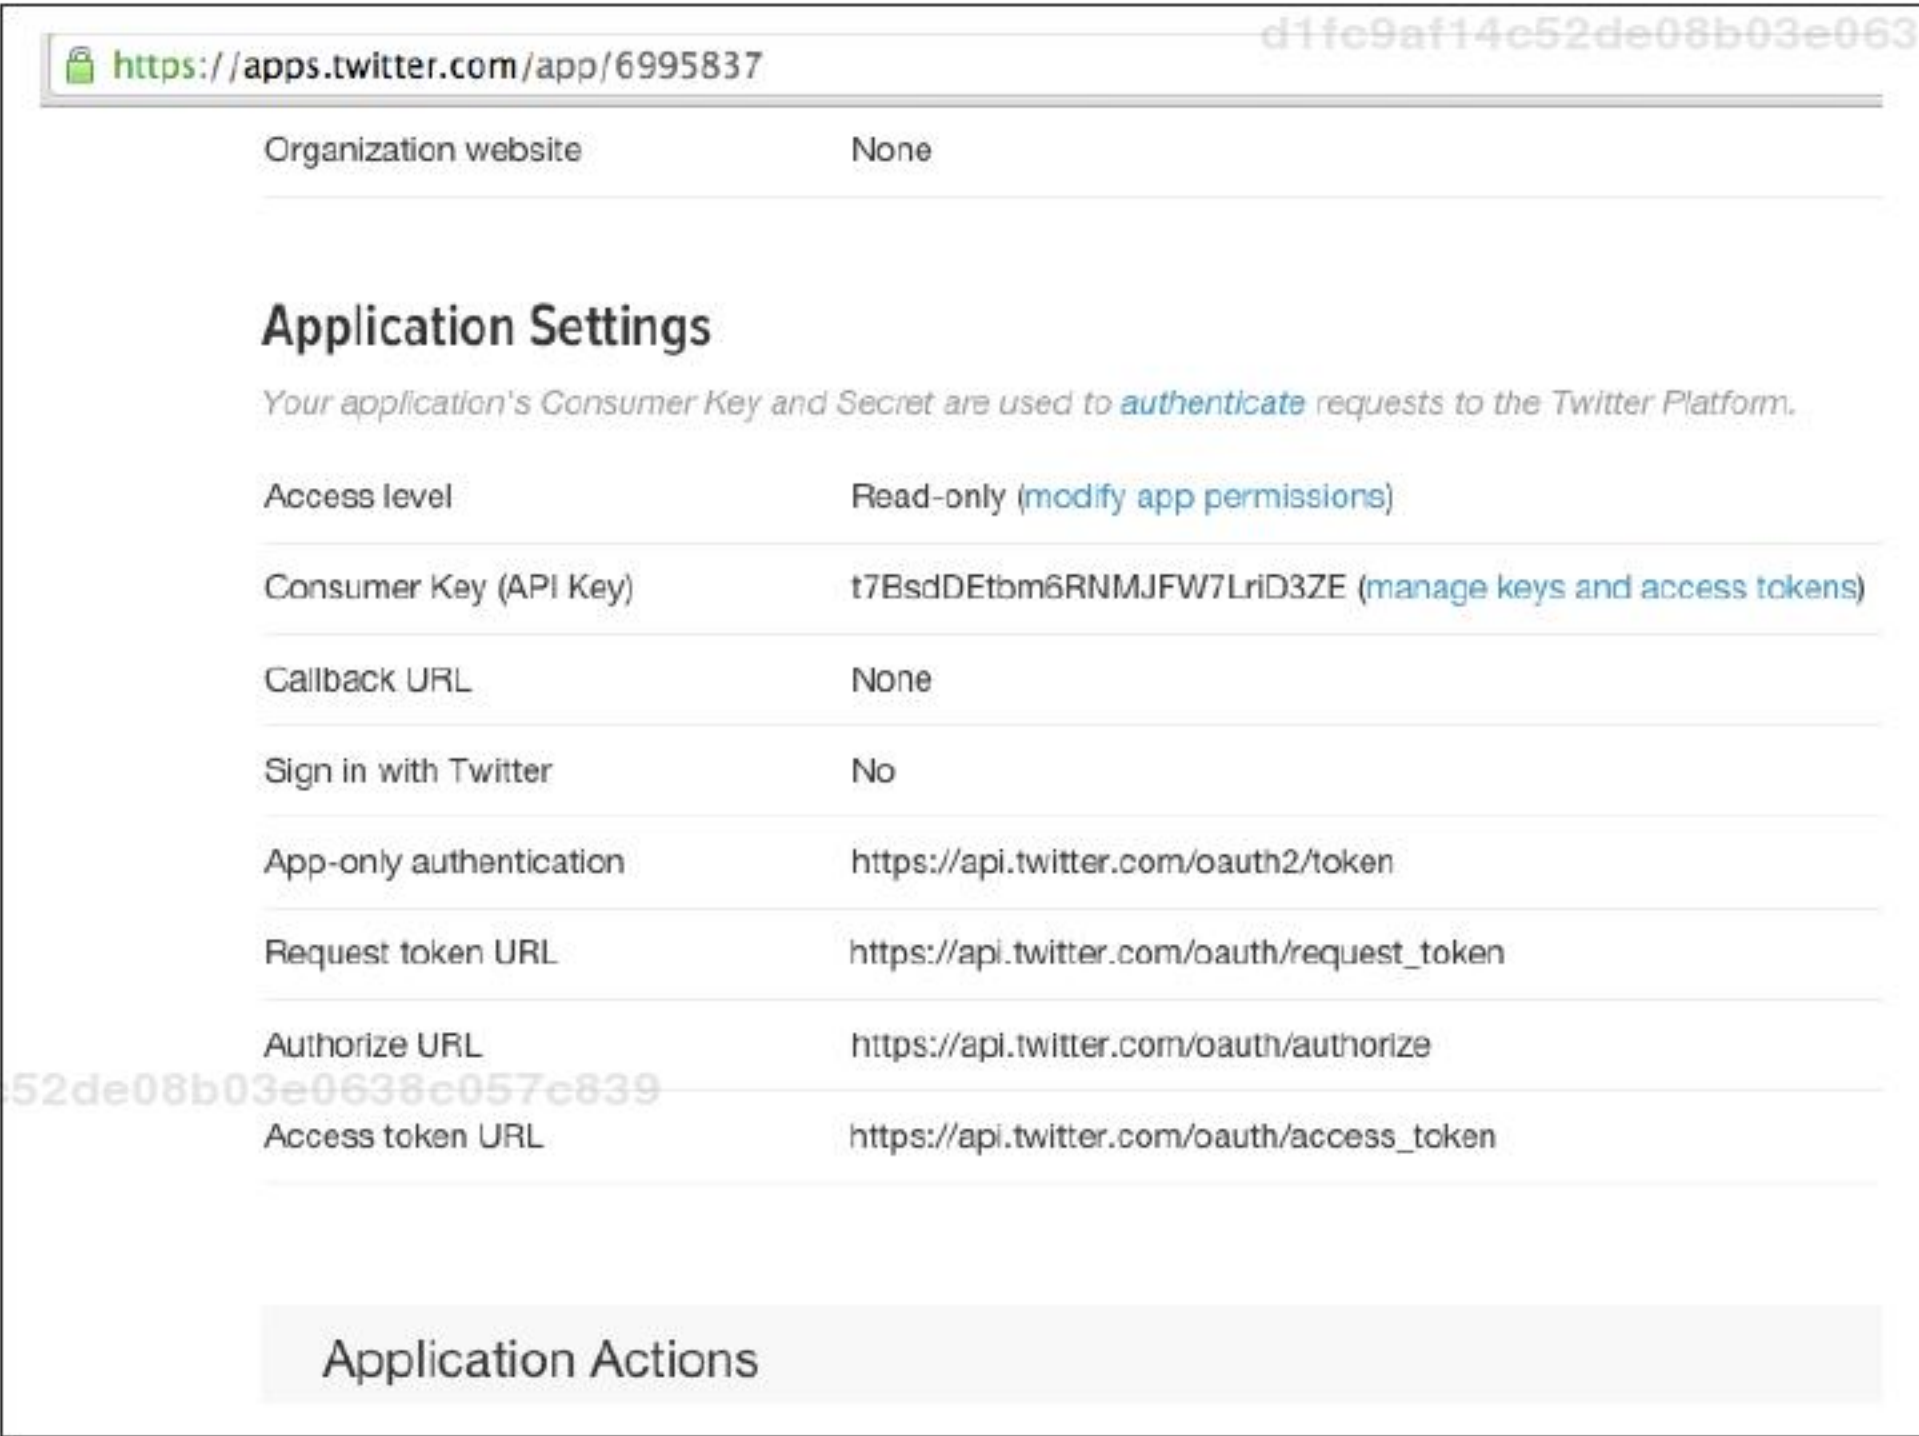 d1fc9af14c52de08b03e063
https://apps.twitter.com/app/6995837
Organization website None
Application Settings
Your application's Consumer Key and Secret are used to authenticate requests to the Twitter Platform.
Access level Read-only (modify app permissions)
Consumer Key (API Key) t7BsdDEtbm6RNMJFW7LriD3ZE (manage keys and access tokens)
Callback URL None
Sign in with Twitter No
App-only authentication https://api.twitter.com/oauth2/token
Request token URL https://api.twitter.com/oauth/request_token
Authorize URL https://api.twitter.com/oauth/authorize
52de08b03e0638c057c839
Access token URL https://api.twitter.com/oauth/access_token
Application Actions